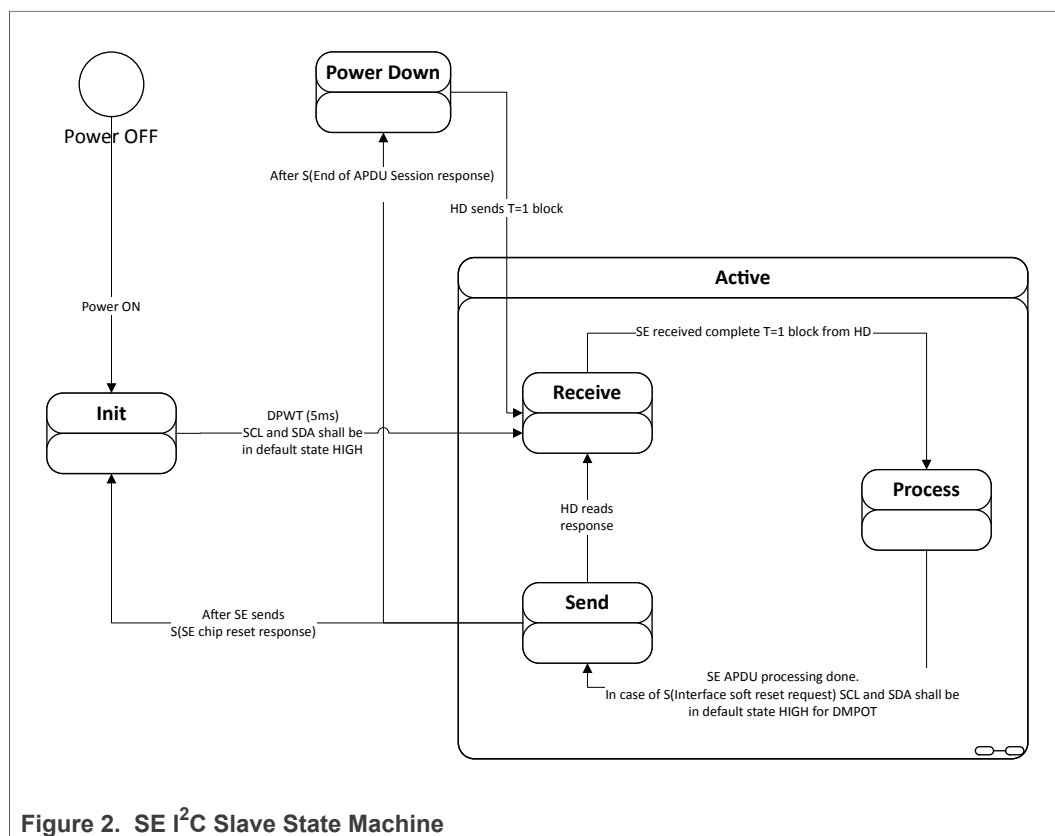 Power Down
Power OFF
After S(End of APDU Session response)
HD sends T=1 block
Active
Power ON
SE received complete T=1 block from HD
Init
DPWT (5ms)
SCL and SDA shall be
in default state HIGH
Receive
Process
HD reads
response
Send
After SE sends
S(SE chip reset response)
SE APDU processing done.
In case of S(Interface soft reset request) SCL and SDA shall be
in default state HIGH for DMPOT
Figure 2. SE I²C Slave State Machine